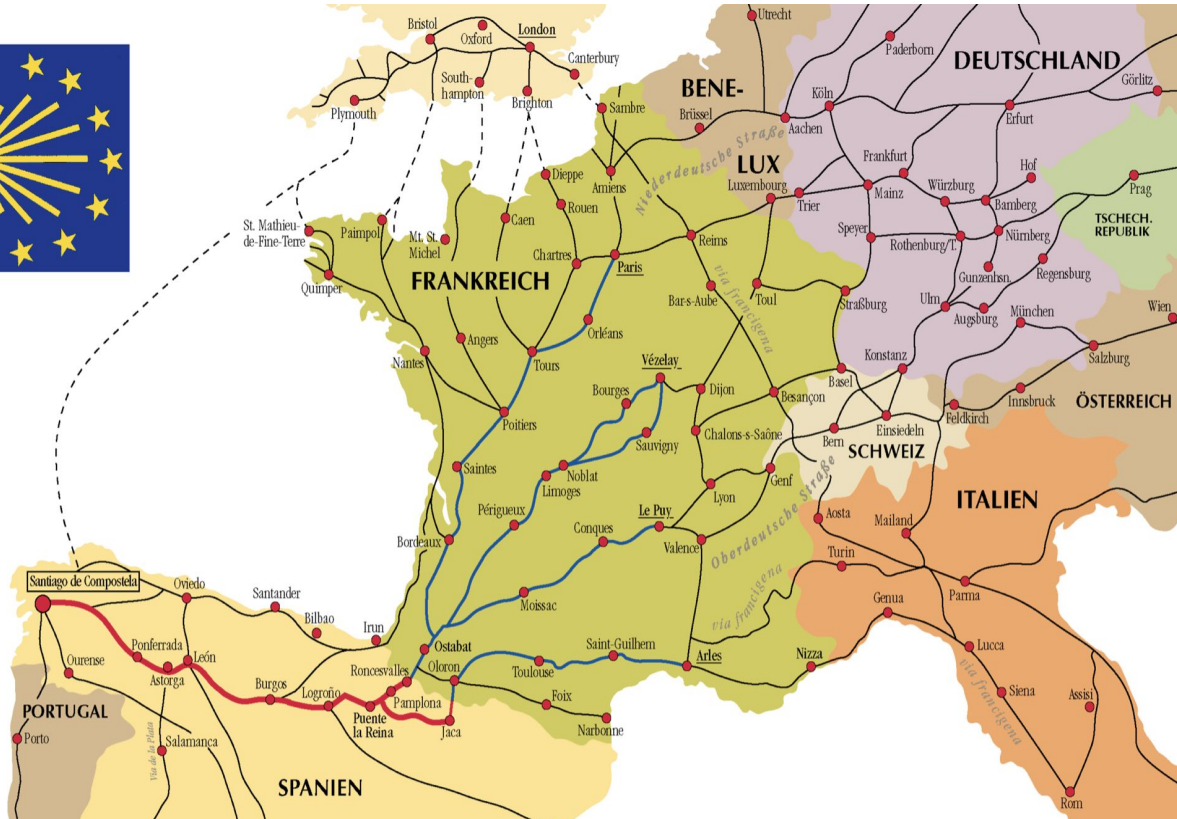 Utrecht
Bristol
Oxford
London
Paderborn
DEUTSCHLAND
Canterbury
Görlitz
South-
hampton
BENE-
Köln
Plymouth
Brighton
Sambre
Brüssel
Aachen
Erfurt
Niederdeutsche Straße
LUX
Frankfurt
Hof
Dieppe
Amiens
Luxembourg
Trier
Mainz
Würzburg
Bamberg
Prag
Rouen
St. Mathieu-
de-Fine-Terre
Paimpol
Mt. St.
Michel
Caen
TSCHECH.
REPUBLIK
Reims
Speyer
Rothenburg/T.
Nürnberg
Chartres
Paris
Quimper
FRANKREICH
Gunzenhsn.
Regensburg
via francigena
Bar-s-Aube
Toul
Straßburg
Ulm
Augsburg
München
Wien
Orléans
Angers
Nantes
Tours
Vézelay
Konstanz
Salzburg
Basel
Bourges
Dijon
Besançon
Innsbruck
ÖSTERREICH
Poitiers
Feldkirch
Chalons-s-Saône
Einsiedeln
Sauvigny
Bern
SCHWEIZ
Saintes
Noblat
Limoges
Genf
Lyon
Oberdeutsche Straße
ITALIEN
Périgueux
Le Puy
Conques
Aosta
Mailand
Bordeaux
Valence
Turin
Santiago de Compostela
Oviedo
Santander
Moissac
via francigena
Parma
Genua
Bilbao
Irun
Ponferrada
León
Ostabat
Saint-Guilhem
Arles
Nizza
Lucca
Ourense
Astorga
Roncesvalles
Oloron
Toulouse
Burgos
Logroño
Pamplona
Foix
via francigena
Siena
Assisi
PORTUGAL
Puente
la Reina
Jaca
Narbonne
Porto
Via de la Plata
Salamanca
SPANIEN
Rom